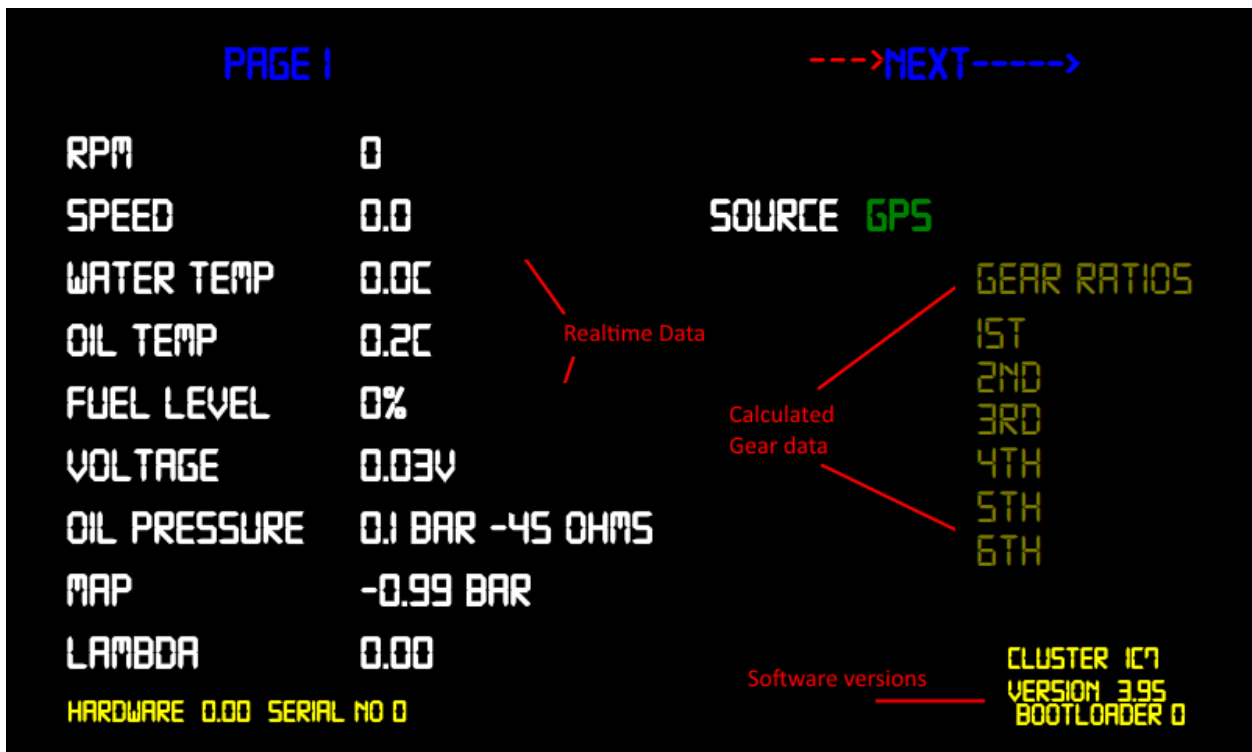 PAGE 1 --->NEXT----->
RPM 0
SPEED 0.0 SOURCE GPS
WATER TEMP 0.0C GEAR RATIOS
OIL TEMP 0.2C Realtime Data 1ST
2ND
FUEL LEVEL 0% Calculated 3RD
Gear data
VOLTAGE 0.03V 4TH
5TH
OIL PRESSURE 0.1 BAR -45 OHMS
6TH
MAP -0.99 BAR
LAMBDA 0.00 CLUSTER IC7
Software versions VERSION 3.95
HARDWARE 0.00 SERIAL NO 0 BOOTLOADER 0